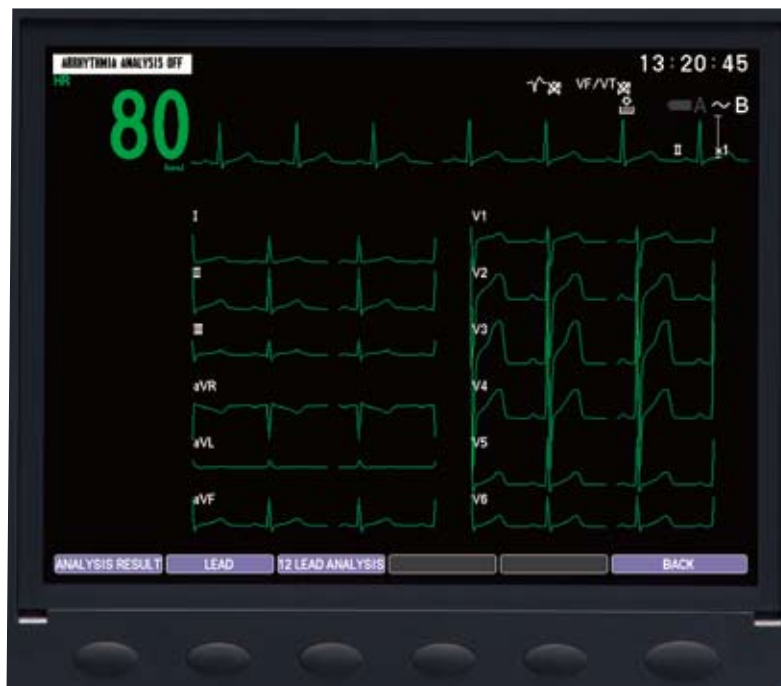 ARRHYTHMIA ANALYSIS OFF
13:20:45
HR
VF/VT
80
A ~ B
II
×1
I
V1
II
V2
III
V3
aVR
V4
aVL
V5
aVF
V6
ANALYSIS RESULT LEAD 12 LEAD ANALYSIS BACK